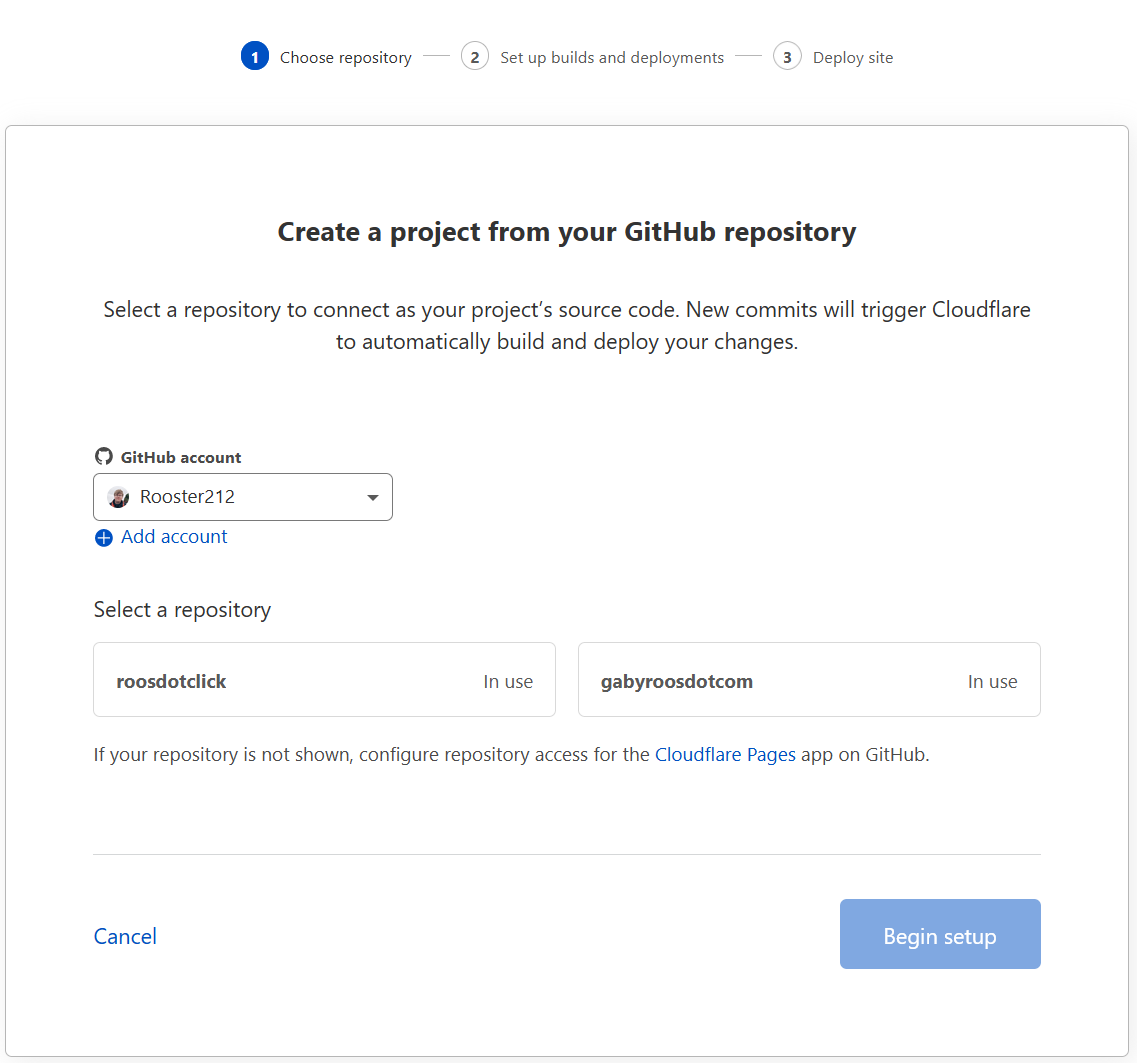 1 Choose repository 2 Set up builds and deployments 3 Deploy site
Create a project from your GitHub repository
Select a repository to connect as your project’s source code. New commits will trigger Cloudflare
to automatically build and deploy your changes.
GitHub account
Rooster212
Add account
Select a repository
roosdotclick In use gabyroosdotcom In use
If your repository is not shown, configure repository access for the Cloudflare Pages app on GitHub.
Cancel Begin setup